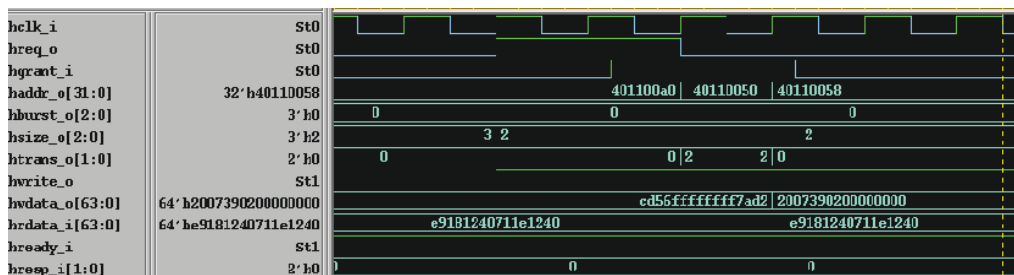 hclk_i St0
hreq_o St0
hgrant_i St0
haddr_o[31:0] 32'h40110058 401100a0 40110050 40110058
hburst_o[2:0] 3'h0 0 0 0
hsize_o[2:0] 3'h2 3 2 2
htrans_o[1:0] 2'h0 0 0 2 2 0
hwrite_o St1
hwdata_o[63:0] 64'h2007390200000000 cd56ffffffff7ad2 2007390200000000
hrdata_i[63:0] 64'he9181240711e1240 e9181240711e1240 e9181240711e1240
hready_i St1
hresp_i[1:0] 2'h0 0 0 0